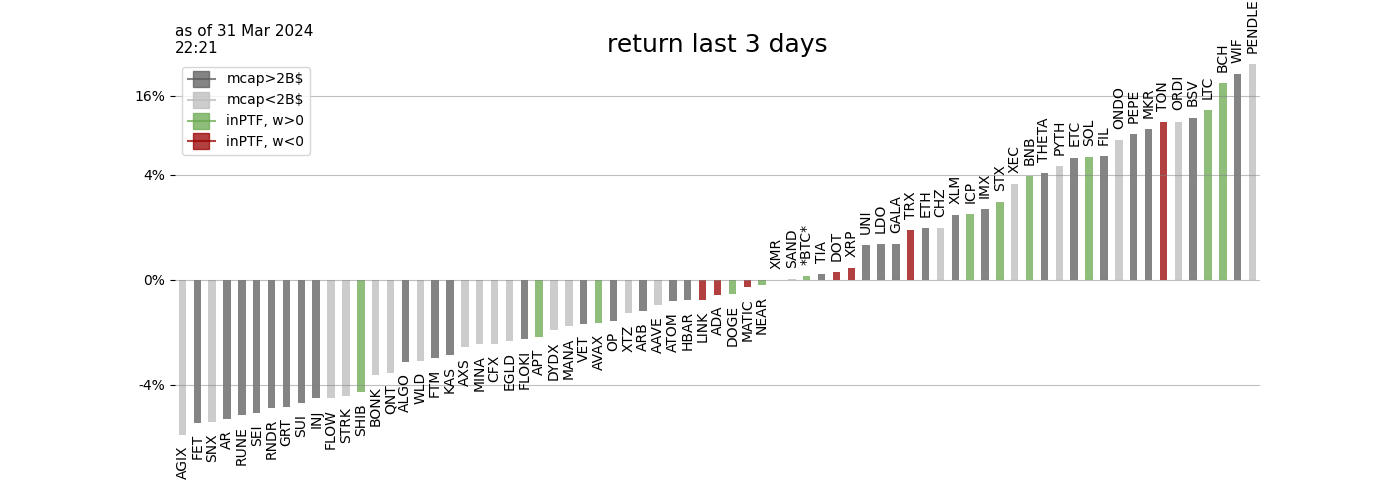 as of 31 Mar 2024
22:21
return last 3 days
mcap>2B$
mcap<2B$
inPTF, w>0
inPTF, w<0
16%
4%
0%
-4%
AGIX
FET
SNX
AR
RUNE
SEI
RNDR
GRT
SUI
INJ
FLOW
STRK
SHIB
BONK
QNT
ALGO
WLD
FTM
KAS
AXS
MINA
CFX
EGLD
FLOKI
APT
DYDX
MANA
VET
AVAX
OP
XTZ
ARB
AAVE
ATOM
HBAR
LINK
ADA
DOGE
MATIC
NEAR
XMR
SAND
*BTC*
TIA
DOT
XRP
UNI
LDO
GALA
TRX
ETH
CHZ
XLM
ICP
IMX
STX
XEC
BNB
THETA
PYTH
ETC
SOL
FIL
ONDO
PEPE
MKR
TON
ORDI
BSV
LTC
BCH
WIF
PENDLE